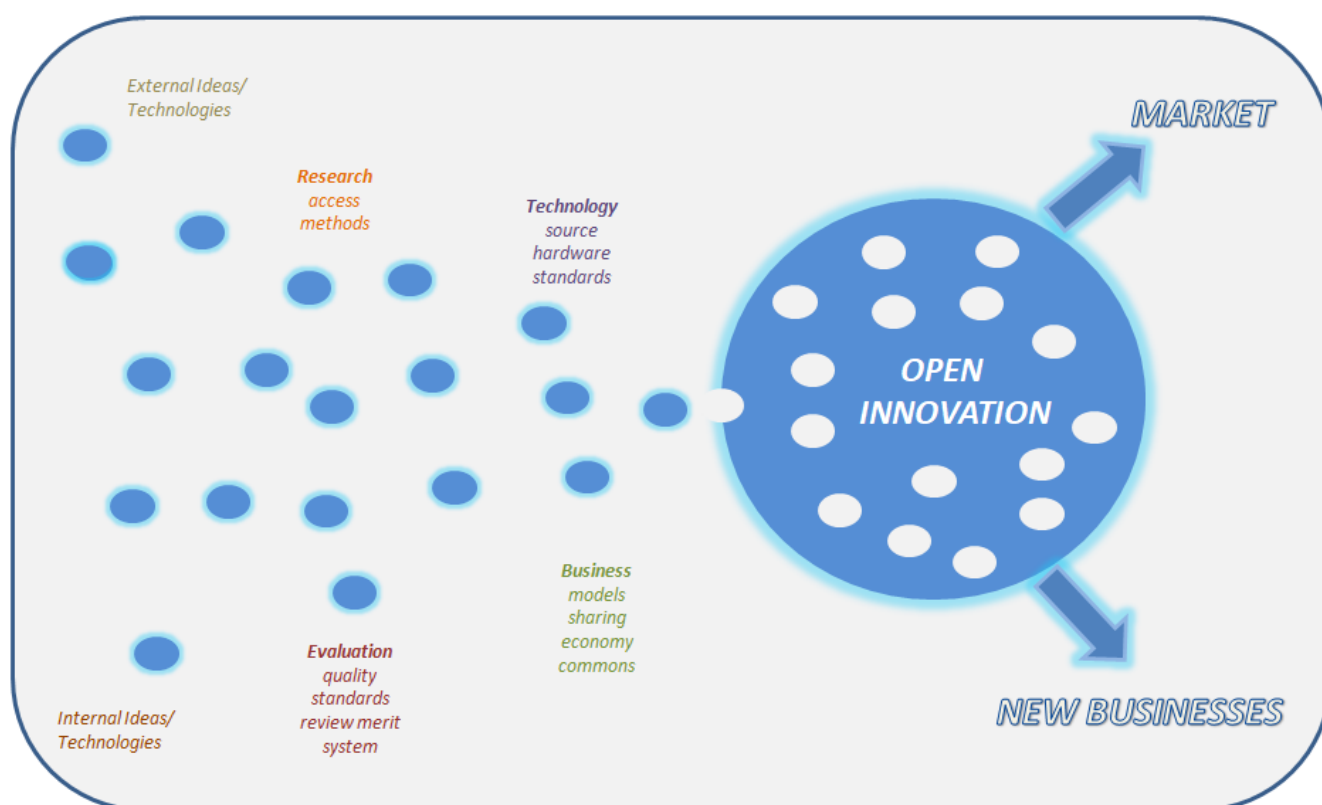 External Ideas/
Technologies
MARKET
Research
access
methods
Technology
source
hardware
standards
OPEN
INNOVATION
Business
models
sharing
economy
commons
Evaluation
quality
standards
review merit
system
Internal Ideas/
Technologies
NEW BUSINESSES